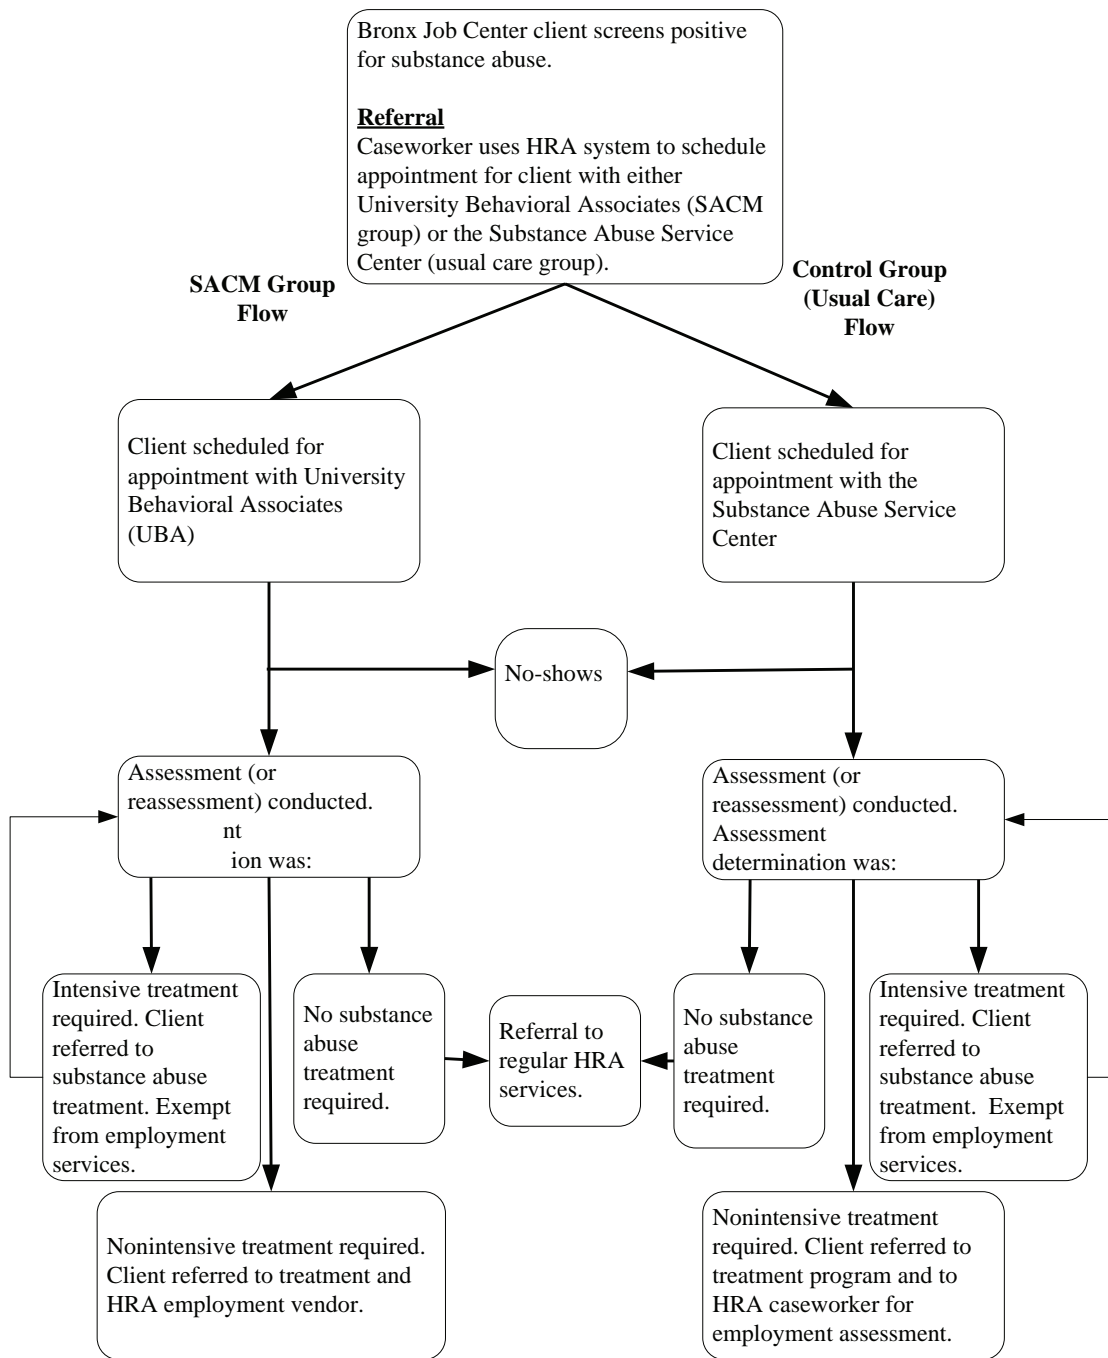 Bronx Job Center client screens positive
for substance abuse.
Referral
Caseworker uses HRA system to schedule
appointment for client with either
University Behavioral Associates (SACM
group) or the Substance Abuse Service
Center (usual care group).
SACM Group
Flow
Control Group
(Usual Care)
Flow
Client scheduled for
appointment with University
Behavioral Associates
(UBA)
Client scheduled for
appointment with the
Substance Abuse Service
Center
No-shows
Assessment (or
reassessment) conducted.
nt
ion was:
Assessment (or
reassessment) conducted.
Assessment
determination was:
Intensive treatment
required. Client
referred to
substance abuse
treatment. Exempt
from employment
services.
No substance
abuse
treatment
required.
Referral to
regular HRA
services.
No substance
abuse
treatment
required.
Intensive treatment
required. Client
referred to
substance abuse
treatment.  Exempt
from employment
services.
Nonintensive treatment required.
Client referred to treatment and
HRA employment vendor.
Nonintensive treatment
required. Client referred to
treatment program and to
HRA caseworker for
employment assessment.